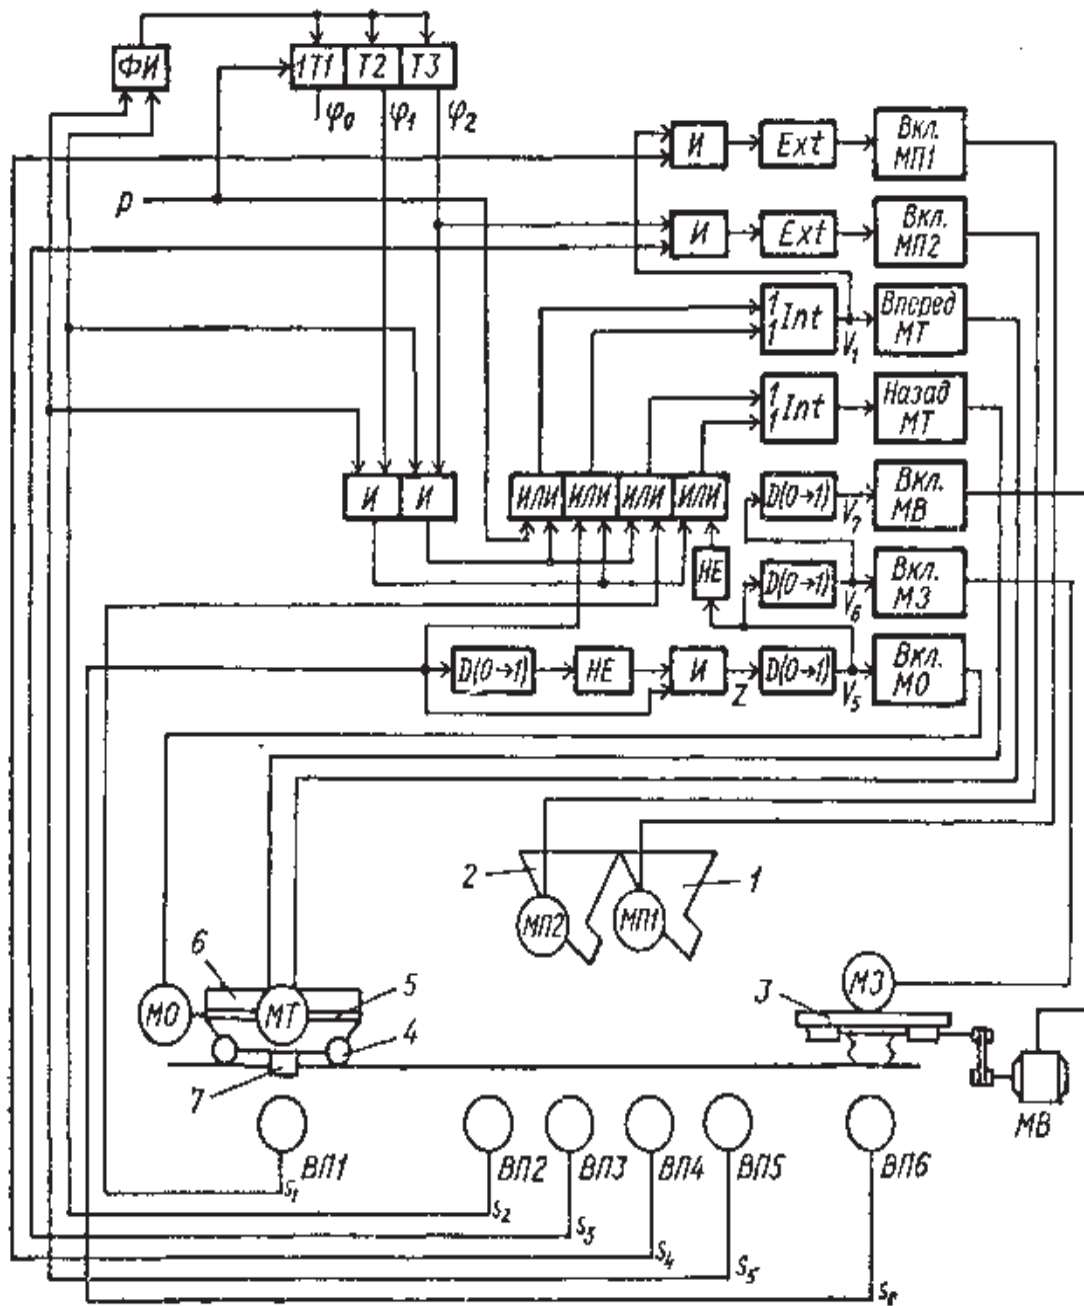 ФИ
1T1 T2 T3
φ₀ φ₁ φ₂
p
И Ext Вкл. МП1
И Ext Вкл. МП2
1 1 Int V₁ Вперед МТ
1 1 Int Назад МТ
И И
ИЛИ ИЛИ ИЛИ ИЛИ
D(0→1) V₇ Вкл. МВ
НЕ
D(0→1) V₆ Вкл. МЗ
D(0→1) НЕ И Z D(0→1) V₅ Вкл. МО
2 1
МП2 МП1
6 5
МО МТ
4
7
МЗ
3
МВ
ВП1 ВП2 ВП3 ВП4 ВП5 ВП6
s₁ s₂ s₃ s₄ s₅ s₆